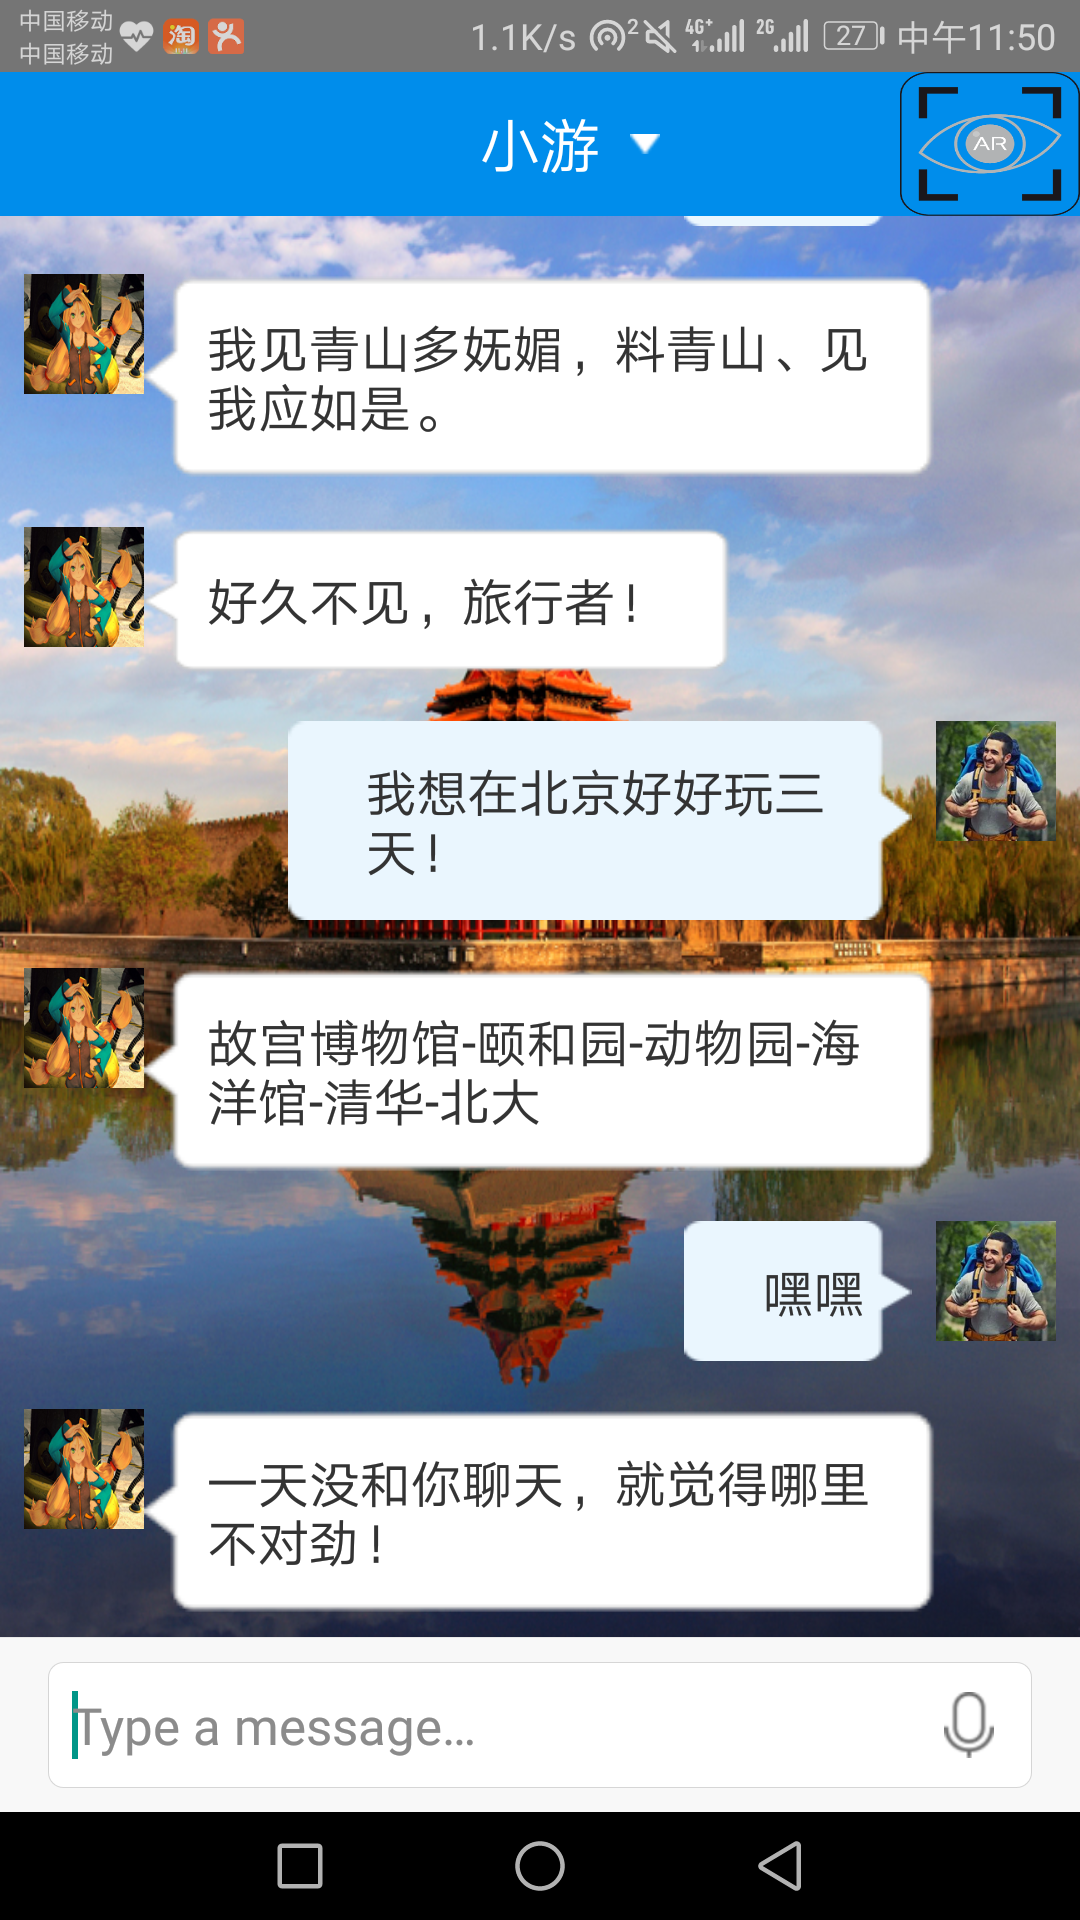 中国移动
中国移动
淘
1.1K/s
2
4G+
2G
27
中午11:50
小游
AR
我见青山多妩媚，料青山、见
我应如是。
好久不见，旅行者！
我想在北京好好玩三
天！
故宫博物馆-颐和园-动物园-海
洋馆-清华-北大
嘿嘿
一天没和你聊天，就觉得哪里
不对劲！
Type a message...